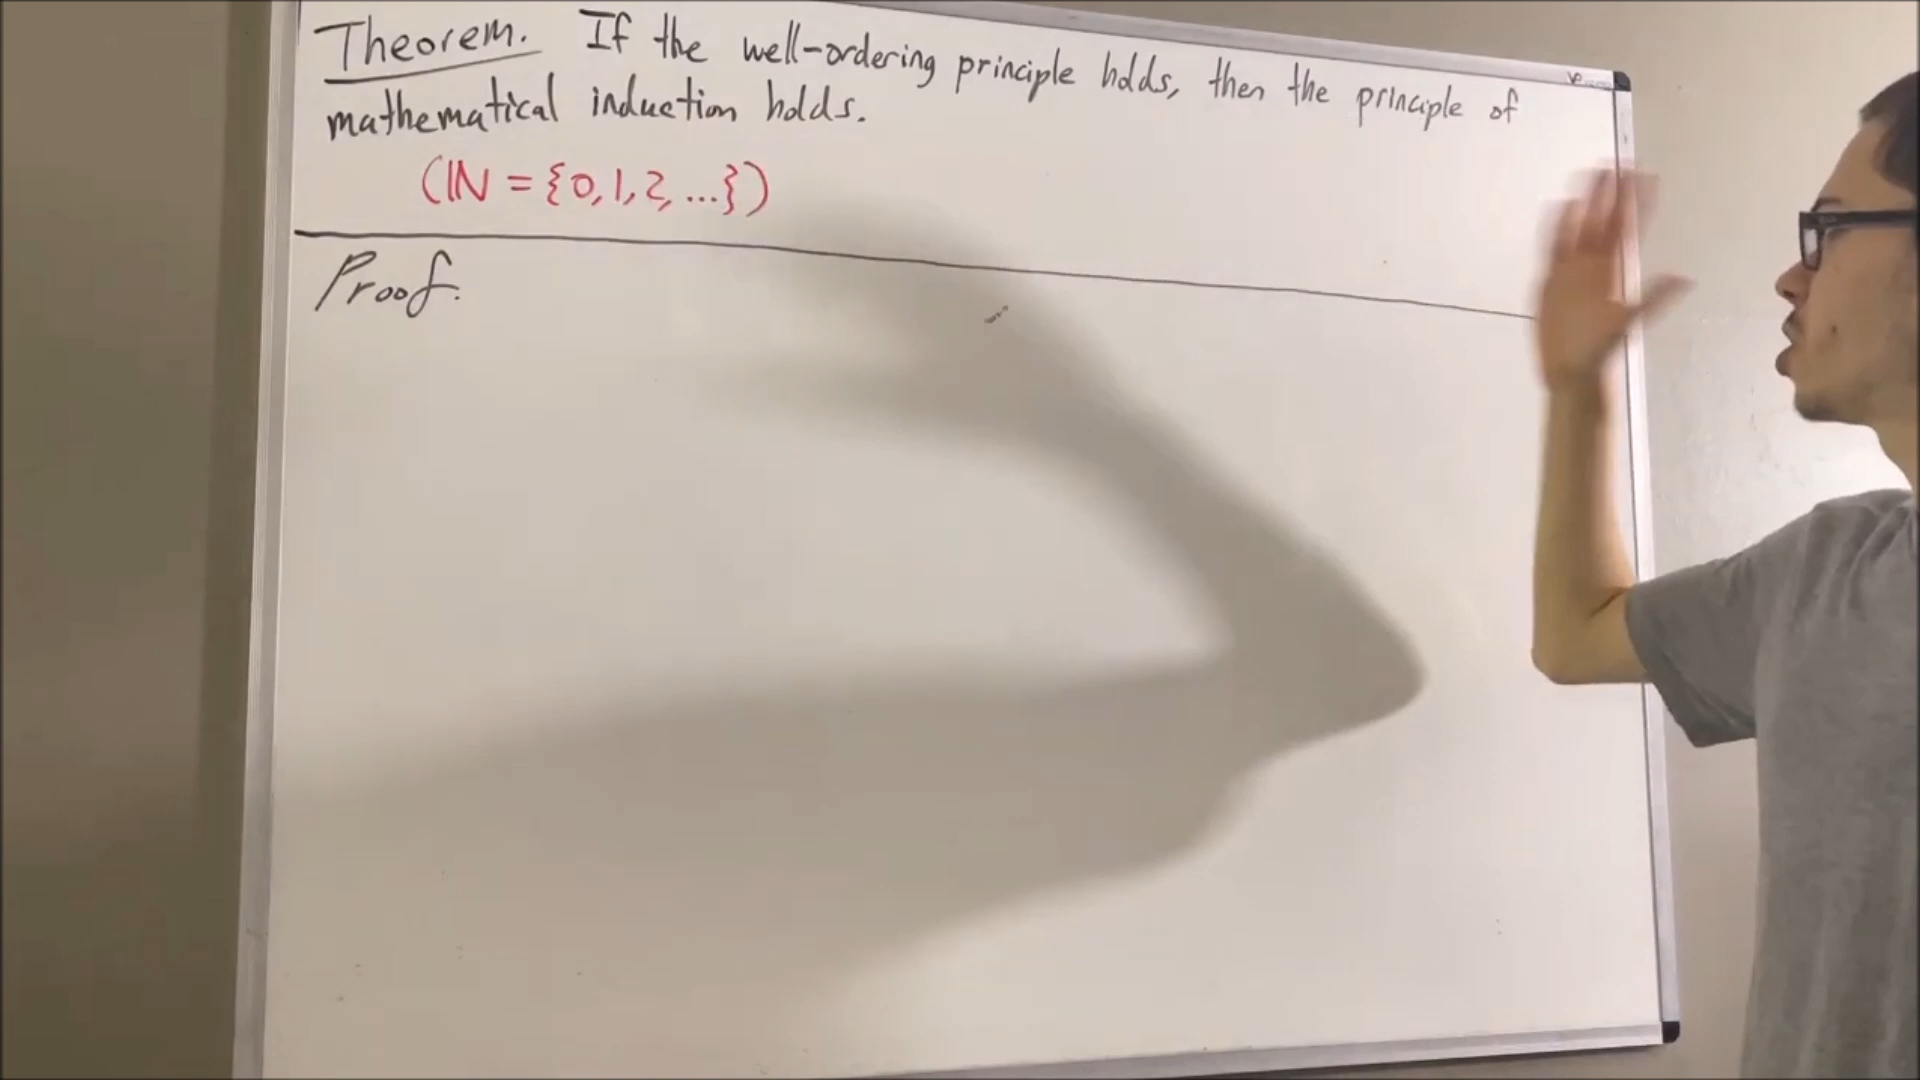 Theorem. If the well-ordering principle holds, then the principle of
mathematical induction holds.
(ℕ = {0, 1, 2, ...})
Proof.